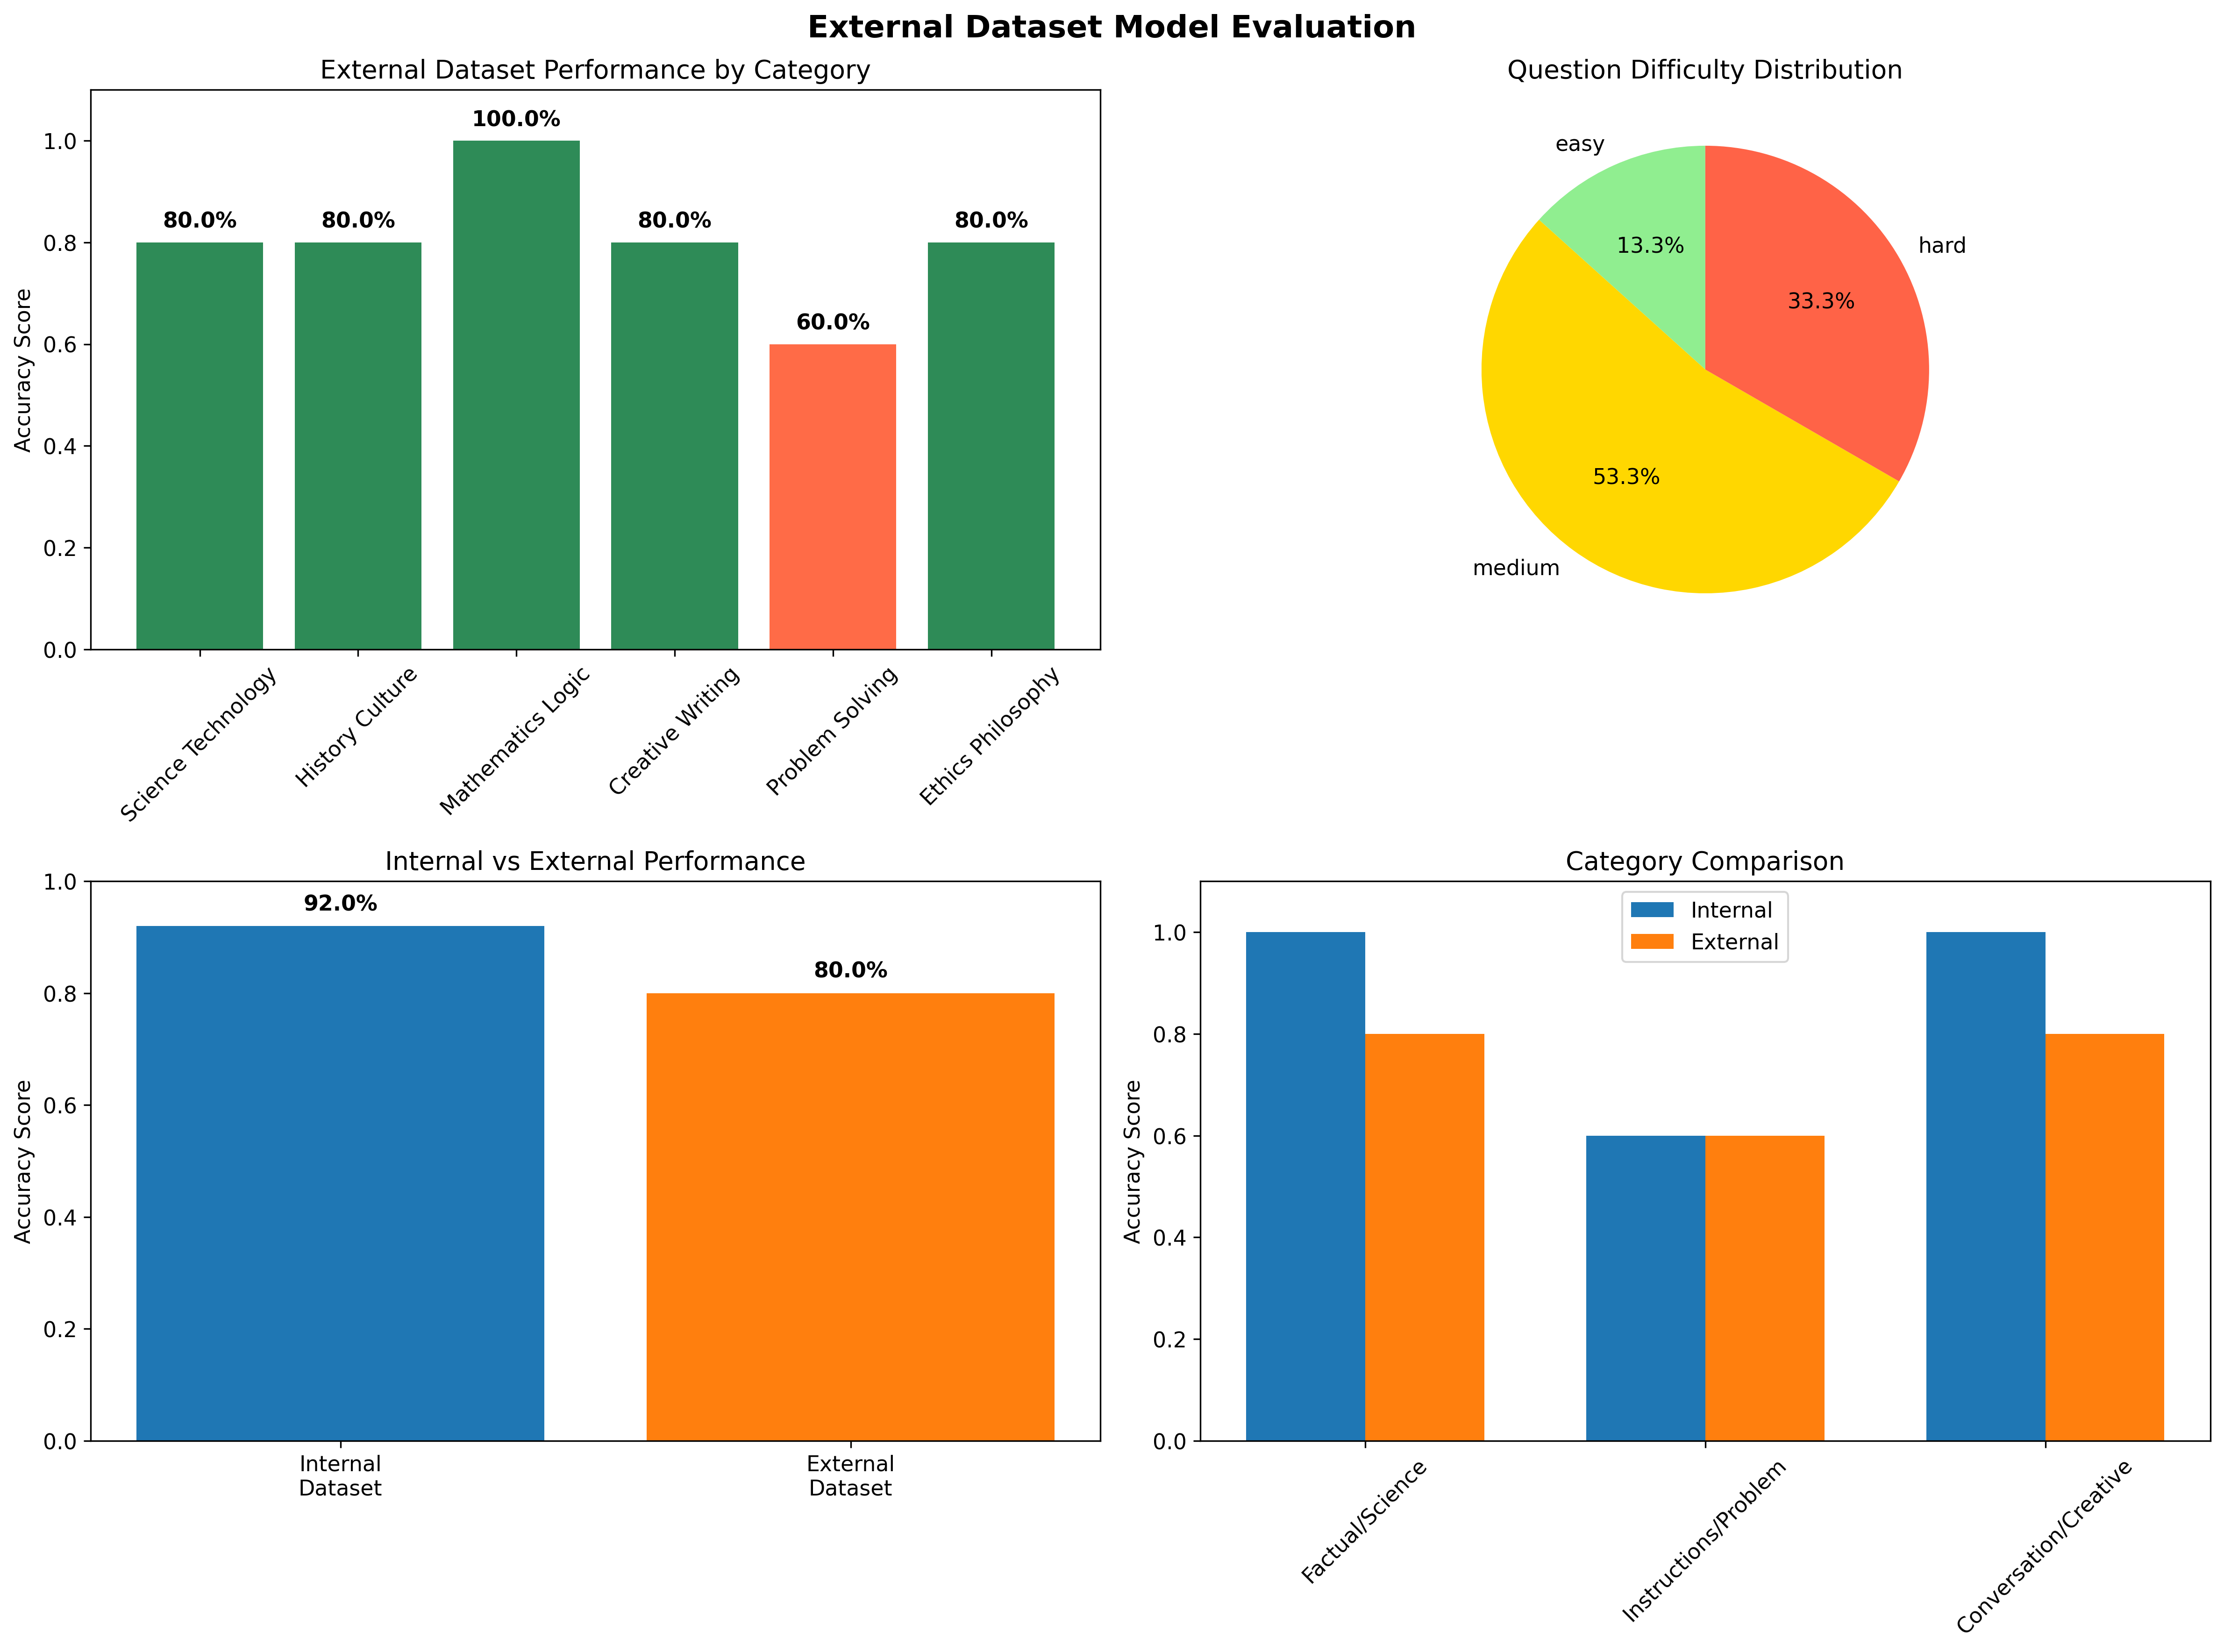 External Dataset Model Evaluation
External Dataset Performance by Category
Accuracy Score
1.0
0.8
0.6
0.4
0.2
0.0
80.0%
80.0%
100.0%
80.0%
60.0%
80.0%
Science Technology
History Culture
Mathematics Logic
Creative Writing
Problem Solving
Ethics Philosophy
Question Difficulty Distribution
easy
13.3%
hard
33.3%
53.3%
medium
Internal vs External Performance
Accuracy Score
1.0
0.8
0.6
0.4
0.2
0.0
92.0%
80.0%
Internal
Dataset
External
Dataset
Category Comparison
Internal
External
Accuracy Score
1.0
0.8
0.6
0.4
0.2
0.0
Factual/Science
Instructions/Problem
Conversation/Creative